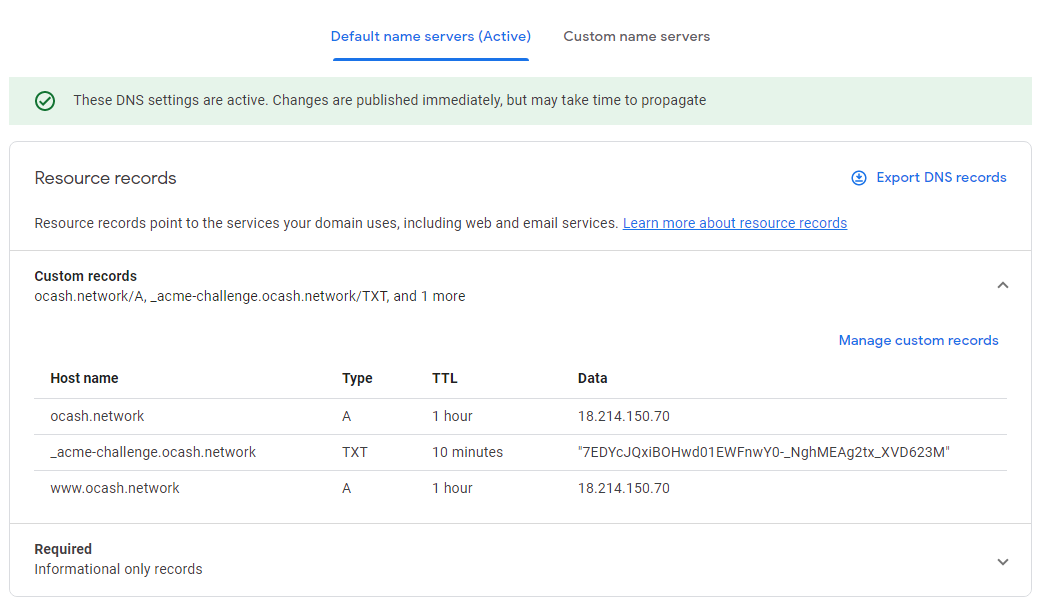 Default name servers (Active) Custom name servers
These DNS settings are active. Changes are published immediately, but may take time to propagate
Resource records Export DNS records
Resource records point to the services your domain uses, including web and email services. Learn more about resource records
Custom records
ocash.network/A, _acme-challenge.ocash.network/TXT, and 1 more
Manage custom records
Host name Type TTL Data
ocash.network A 1 hour 18.214.150.70
_acme-challenge.ocash.network TXT 10 minutes "7EDYcJQxiBOHwd01EWFnwY0-_NghMEAg2tx_XVD623M"
www.ocash.network A 1 hour 18.214.150.70
Required
Informational only records